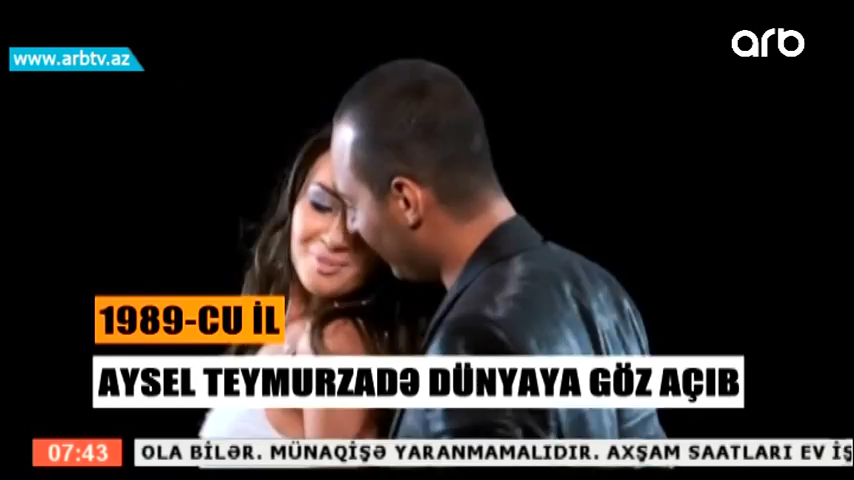 www.arbtv.az
arb
1989-CU İL
AYSEL TEYMURZADƏ DÜNYAYA GÖZ AÇIB
07:43 OLA BİLƏR. MÜNAQİŞƏ YARANMAMALIDIR. AXŞAM SAATLARI EV İŞ